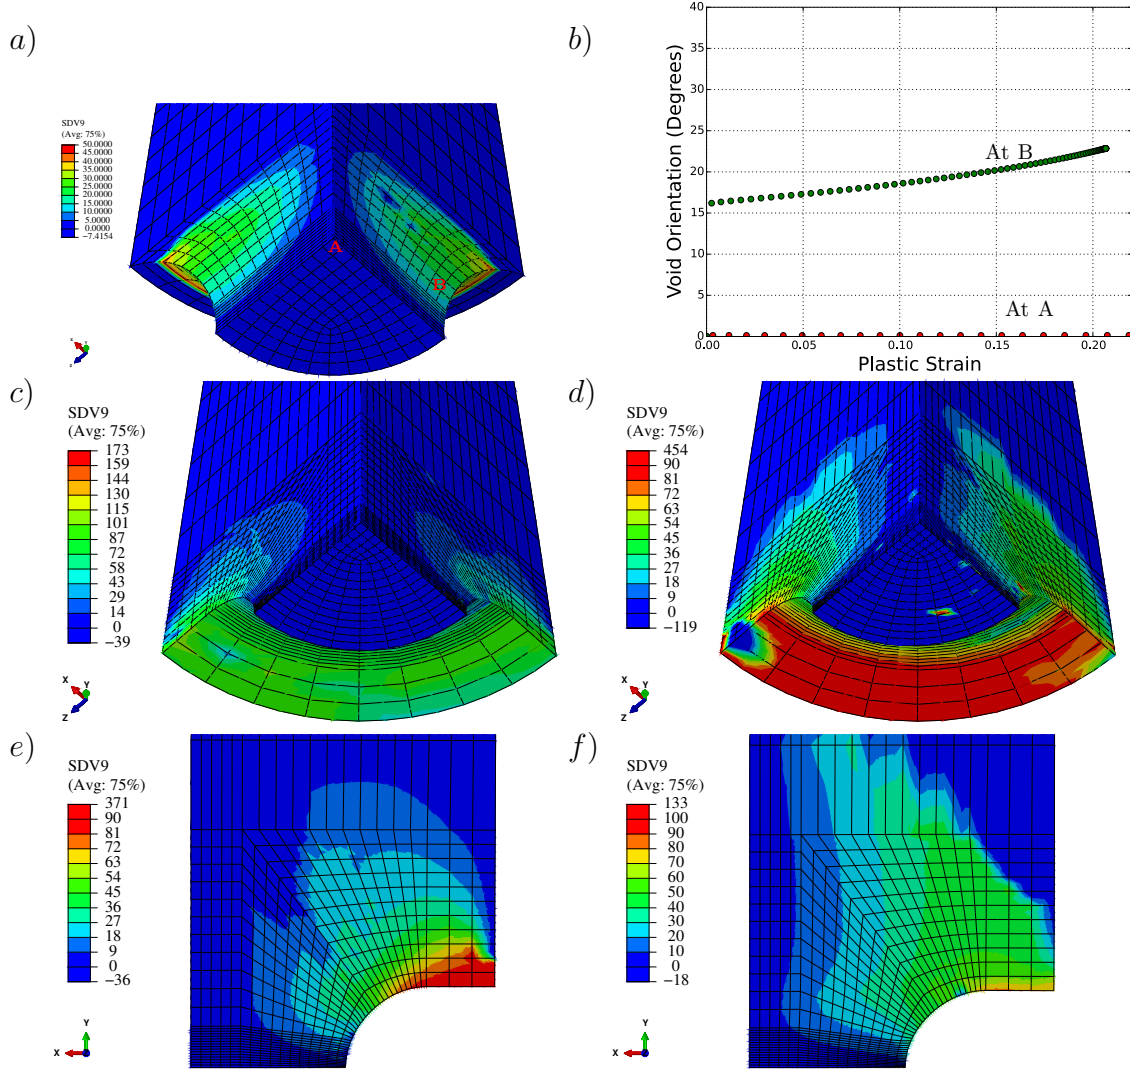 a)
SDV9
(Avg: 75%)
50.0000
45.0000
40.0000
35.0000
30.0000
25.0000
20.0000
15.0000
10.0000
5.0000
0.0000
−7.4154
A
b)
40
35
30
25
20
15
10
5
0
Void Orientation (Degrees)
At B
At A
0.00 0.05 0.10 0.15 0.20
Plastic Strain
c)
SDV9
(Avg: 75%)
173
159
144
130
115
101
87
72
58
43
29
14
0
−39
X Y
Z
d)
SDV9
(Avg: 75%)
454
90
81
72
63
54
45
36
27
18
9
0
−119
X Y
Z
e)
SDV9
(Avg: 75%)
371
90
81
72
63
54
45
36
27
18
9
0
−36
Y
X
f)
SDV9
(Avg: 75%)
133
100
90
80
70
60
50
40
30
20
10
0
−18
Y
X